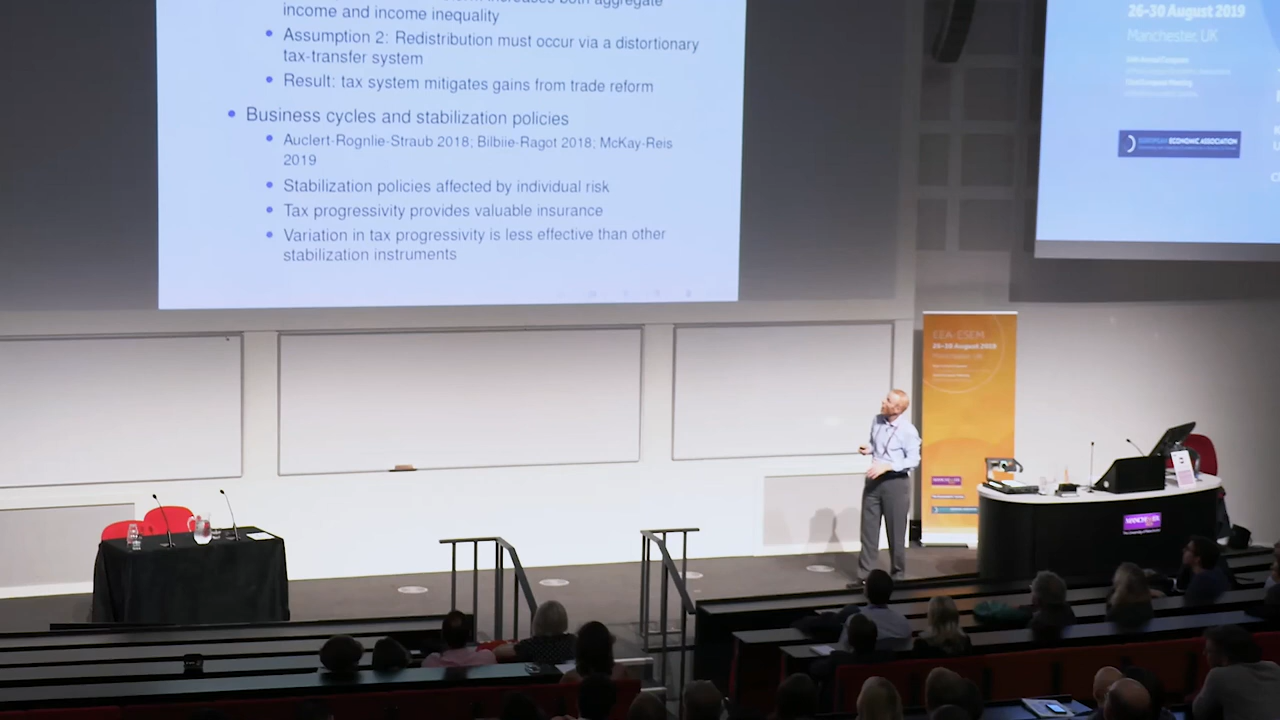 income and income inequality
Assumption 2: Redistribution must occur via a distortionary
tax-transfer system
Result: tax system mitigates gains from trade reform
Business cycles and stabilization policies
Auclert-Rognlie-Straub 2018; Bilbiie-Ragot 2018; McKay-Reis
2019
Stabilization policies affected by individual risk
Tax progressivity provides valuable insurance
Variation in tax progressivity is less effective than other
stabilization instruments
26-30 August 2019
Manchester, UK
EUROPEAN ECONOMIC ASSOCIATION
EEA-ESEM
26-30 August 2019
Manchester, UK